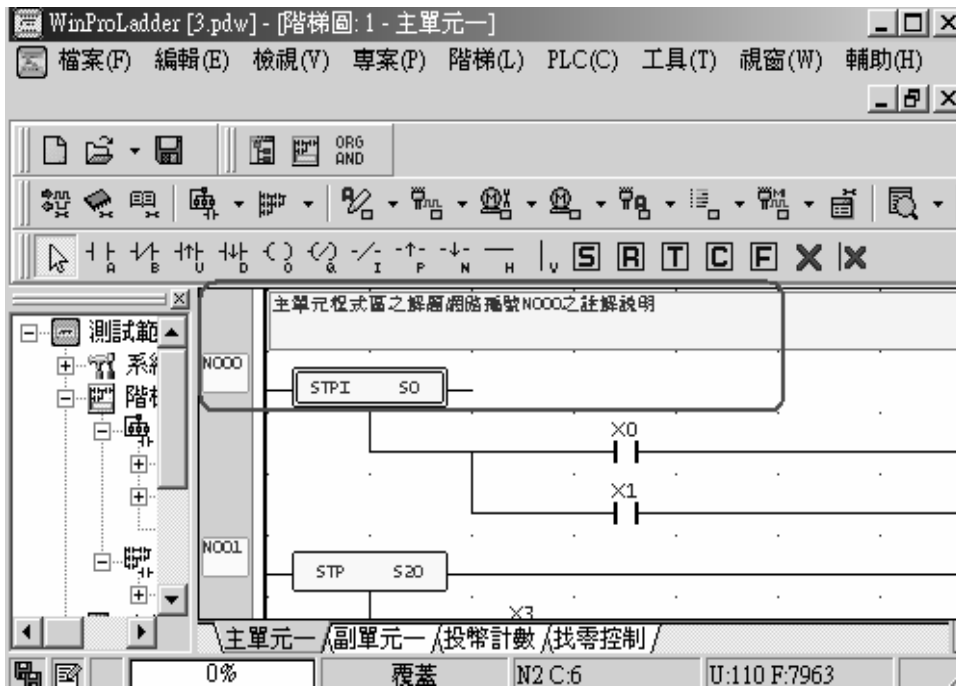 WinProLadder [3.pdw] - [階梯圖: 1 - 主單元一]
檔案(F) 編輯(E) 檢視(V) 專案(P) 階梯(L) PLC(C) 工具(T) 視窗(W) 輔助(H)
ORG
AND
A B U D O Q I P N H V S R T C F
主單元程式區之階層網路編號N000之註解說明
測試範
系統
階梯
N000
STPI S0
X0
X1
N001
STP S20
X3
主單元一 副單元一 投幣計數 找零控制
0% 覆蓋 N2 C:6 U:110 F:7963